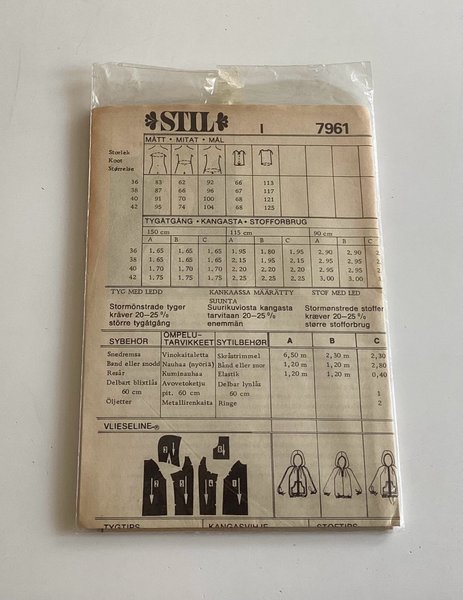 STIL I 7961
MÅTT • MITAT • MÅL
Storlek
Koot
Størrelse
36 83 62 92 66 113
38 87 66 96 67 117
40 91 70 100 68 121
42 95 74 104 68 125
TYGÅTGÅNG • KANGASTA • STOFFORBRUG
150 cm 115 cm 90 cm
A B C A B C A B C
36 1,65 1,65 1,65 1,95 1,80 1,95 2,90 2,90
38 1,65 1,65 1,65 2,15 1,95 2,15 2,95 2,95
40 1,70 1,70 1,70 2,20 2,20 2,25 2,95 2,95
42 1,75 1,75 1,75 2,25 2,25 2,25 3,00 3,00
TYG MED LEDD KANKAASSA MÄÄRÄTTY SUUNTA STOF MED LED
Stormönstrade tyger Suurikuviosta kangasta Stormønstrede stoffer
kräver 20–25 % tarvitaan 20–25 % kræver 20–25 %
större tygåtgång enemmän større stofforbrug
SYBEHÖR OMPELU-TARVIKKEET SYTILBEHØR A B C
Snedremsa Vinokaitaletta Skråstrimmel 6,50 m 2,30 m 2,30
Band eller snodd Nauhaa (nyöriä) Bånd eller snor 1,20 m 1,20 m 2,80
Resår Kuminauhaa Elastik 1,20 m 1,20 m 0,40
Delbart blixtlås Avovetoketju Delbar lynlås
60 cm pit. 60 cm 60 cm 1
Öljetter Metallirenkaita Ringe 2
VLIESELINE®
TYGTIPS KANGASVIHJE STOFTIPS